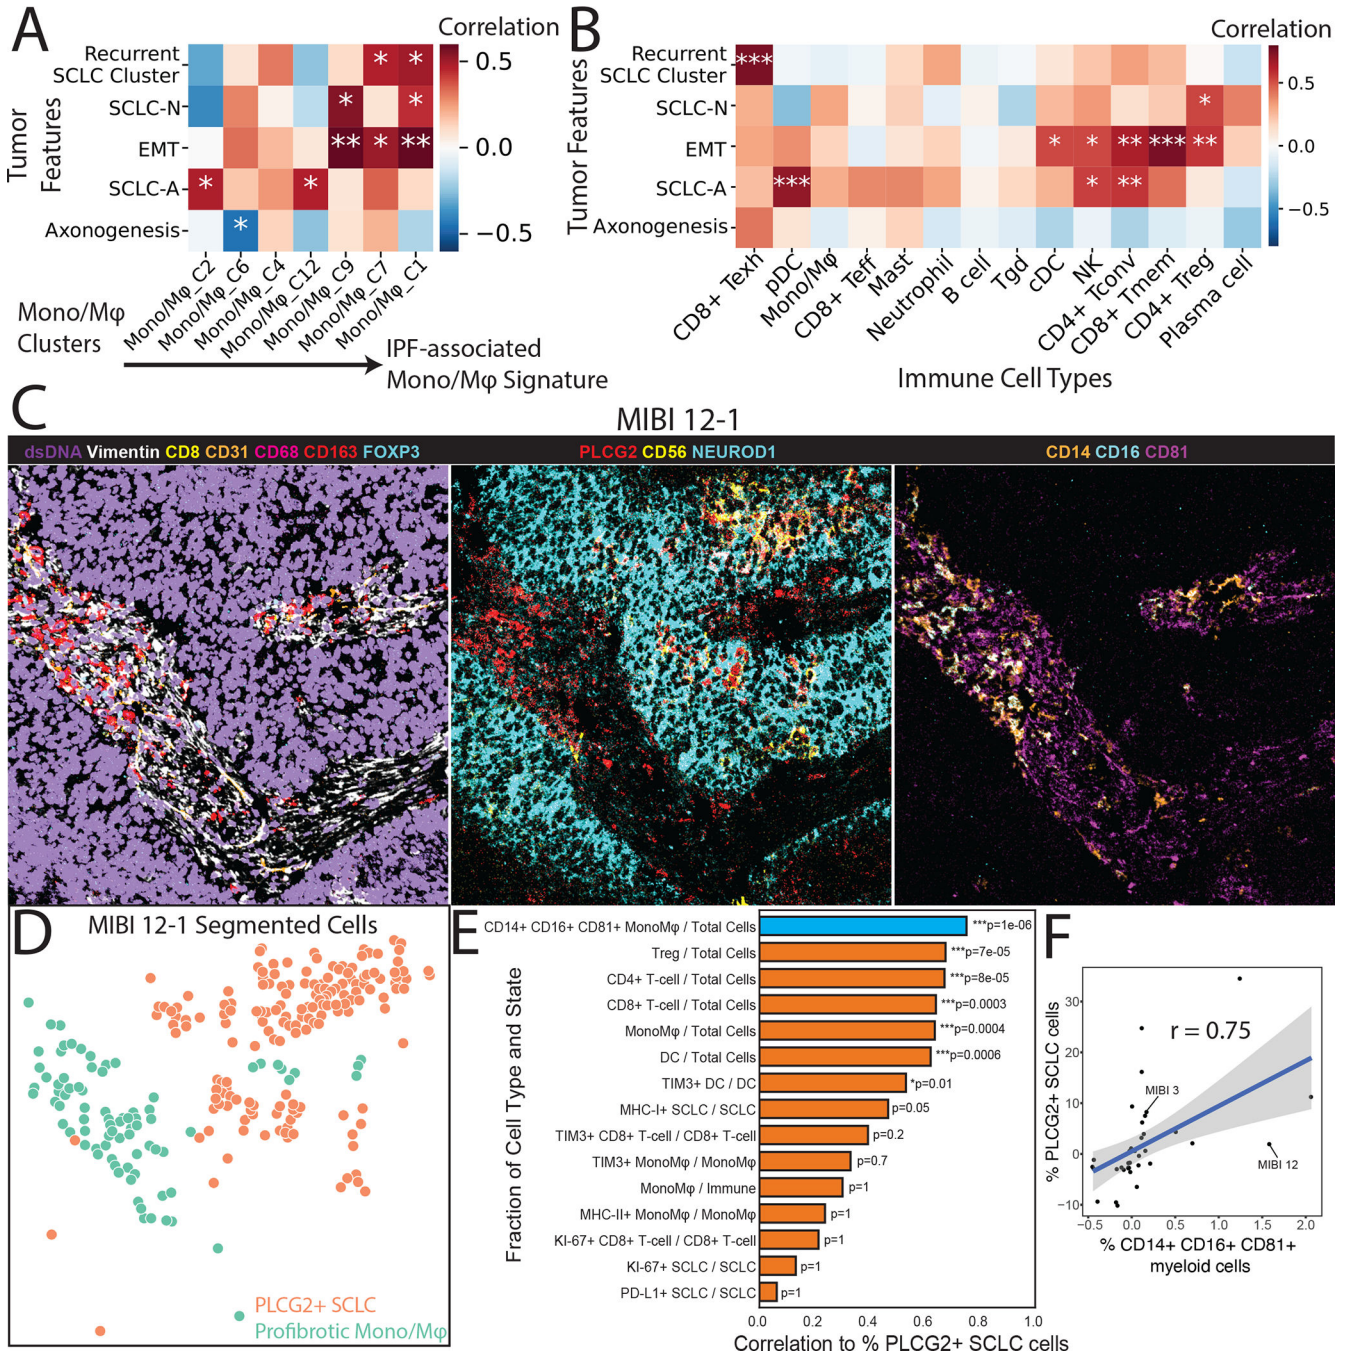 A
Correlation
Recurrent
SCLC Cluster
SCLC-N
EMT
SCLC-A
Axonogenesis
Tumor
Features
* *
* *
** * **
* *
*
0.5
0.0
−0.5
Mono/Mφ_C2
Mono/Mφ_C6
Mono/Mφ_C4
Mono/Mφ_C12
Mono/Mφ_C9
Mono/Mφ_C7
Mono/Mφ_C1
Mono/Mφ
Clusters
IPF-associated
Mono/Mφ Signature
B
Correlation
Tumor Features
Recurrent
SCLC Cluster
SCLC-N
EMT
SCLC-A
Axonogenesis
***
*
* * ** *** **
*** * **
0.5
0.0
−0.5
CD8+ Texh
pDC
Mono/Mφ
CD8+ Teff
Mast
Neutrophil
B cell
Tgd
cDC
NK
CD4+ Tconv
CD8+ Tmem
CD4+ Treg
Plasma cell
Immune Cell Types
C
MIBI 12-1
dsDNA Vimentin CD8 CD31 CD68 CD163 FOXP3
PLCG2 CD56 NEUROD1
CD14 CD16 CD81
D
MIBI 12-1 Segmented Cells
PLCG2+ SCLC
Profibrotic Mono/Mφ
E
Fraction of Cell Type and State
CD14+ CD16+ CD81+ MonoMφ / Total Cells ***p=1e-06
Treg / Total Cells ***p=7e-05
CD4+ T-cell / Total Cells ***p=8e-05
CD8+ T-cell / Total Cells ***p=0.0003
MonoMφ / Total Cells ***p=0.0004
DC / Total Cells ***p=0.0006
TIM3+ DC / DC *p=0.01
MHC-I+ SCLC / SCLC p=0.05
TIM3+ CD8+ T-cell / CD8+ T-cell p=0.2
TIM3+ MonoMφ / MonoMφ p=0.7
MonoMφ / Immune p=1
MHC-II+ MonoMφ / MonoMφ p=1
KI-67+ CD8+ T-cell / CD8+ T-cell p=1
KI-67+ SCLC / SCLC p=1
PD-L1+ SCLC / SCLC p=1
0.0 0.2 0.4 0.6 0.8 1.0
Correlation to % PLCG2+ SCLC cells
F
% PLCG2+ SCLC cells
30
20
10
0
−10
r = 0.75
MIBI 3
MIBI 12
−0.5 0.0 0.5 1.0 1.5 2.0
% CD14+ CD16+ CD81+
myeloid cells